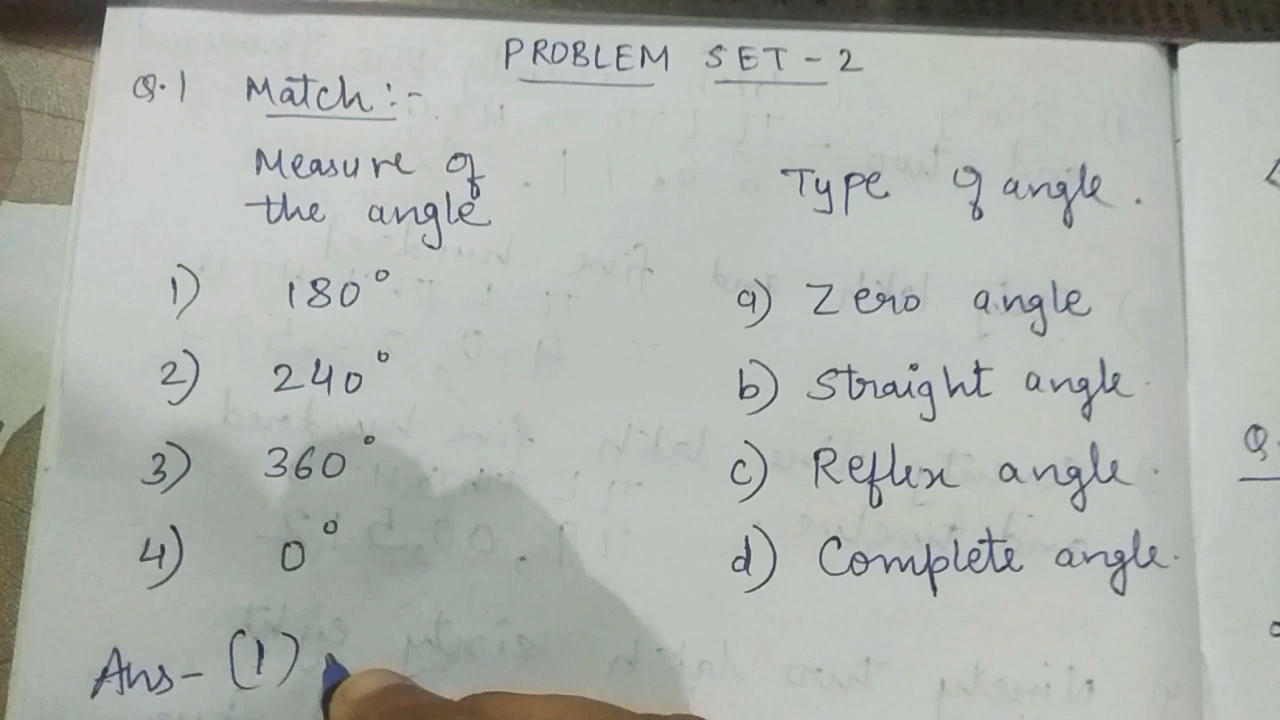 PROBLEM SET - 2
Q.1 Match :-
Measure of the angle
Type of angle.
1) 180° a) Zero angle
2) 240° b) Straight angle.
3) 360° c) Reflex angle.
4) 0° d) Complete angle.
Ans - (1)